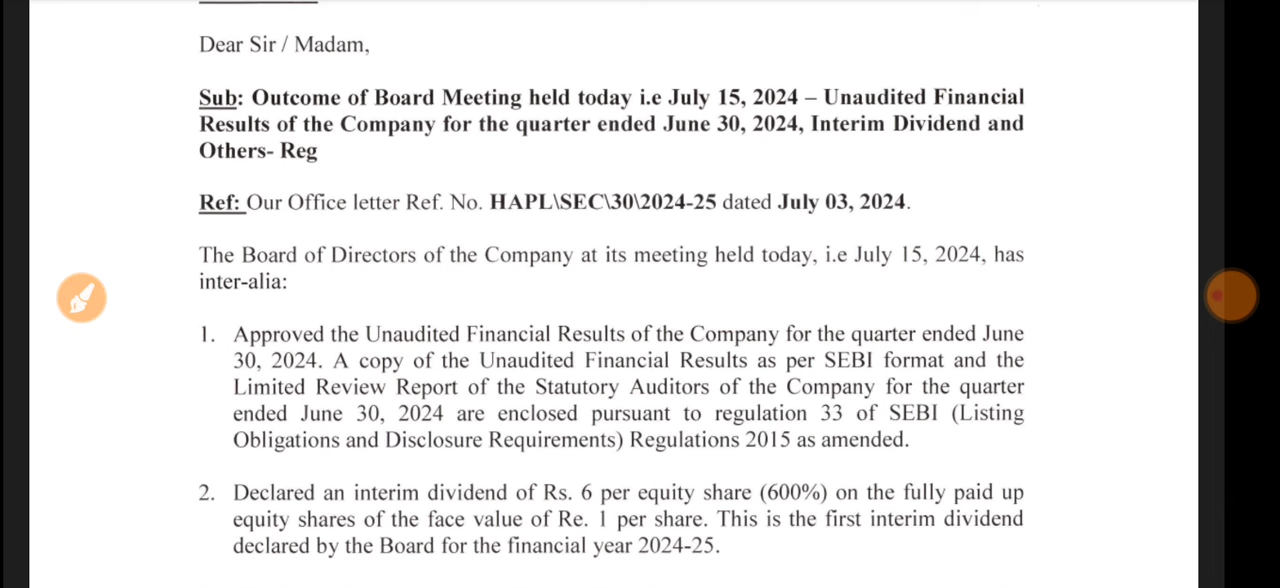 Dear Sir / Madam,
Sub: Outcome of Board Meeting held today i.e July 15, 2024 – Unaudited Financial
Results of the Company for the quarter ended June 30, 2024, Interim Dividend and
Others- Reg
Ref: Our Office letter Ref. No. HAPL\SEC\30\2024-25 dated July 03, 2024.
The Board of Directors of the Company at its meeting held today, i.e July 15, 2024, has
inter-alia:
1. Approved the Unaudited Financial Results of the Company for the quarter ended June
30, 2024. A copy of the Unaudited Financial Results as per SEBI format and the
Limited Review Report of the Statutory Auditors of the Company for the quarter
ended June 30, 2024 are enclosed pursuant to regulation 33 of SEBI (Listing
Obligations and Disclosure Requirements) Regulations 2015 as amended.
2. Declared an interim dividend of Rs. 6 per equity share (600%) on the fully paid up
equity shares of the face value of Re. 1 per share. This is the first interim dividend
declared by the Board for the financial year 2024-25.